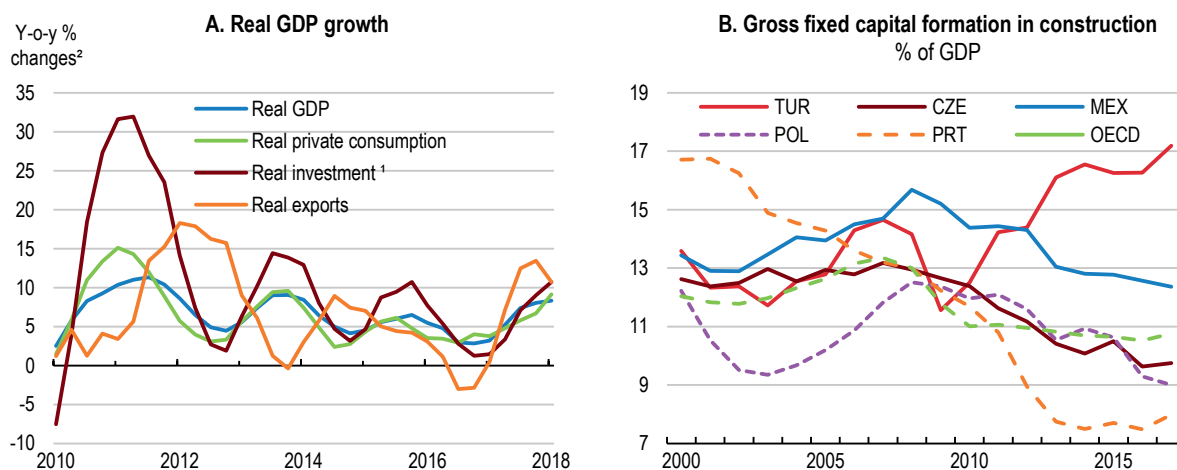 A. Real GDP growth
Y-o-y %
changes²
Real GDP
Real private consumption
Real investment ¹
Real exports
35
30
25
20
15
10
5
0
-5
-10
2010 2012 2014 2016 2018
B. Gross fixed capital formation in construction
% of GDP
TUR CZE MEX
POL PRT OECD
19
17
15
13
11
9
7
2000 2005 2010 2015